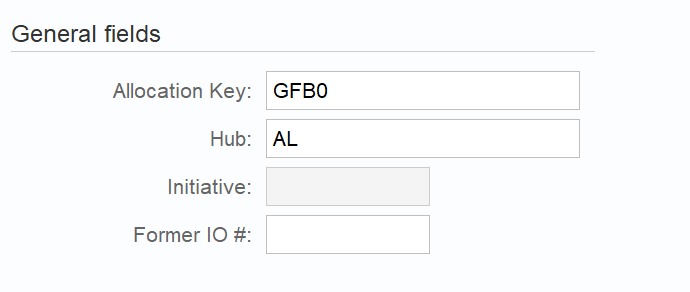 General fields
Allocation Key: GFB0
Hub: AL
Initiative:
Former IO #: